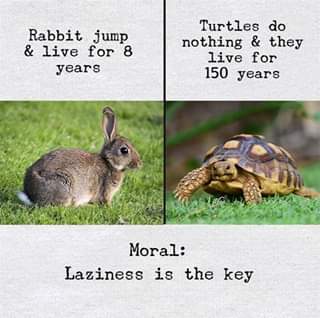 Rabbit jump
& live for 8
years
Turtles do
nothing & they
live for
150 years
Moral:
Laziness is the key